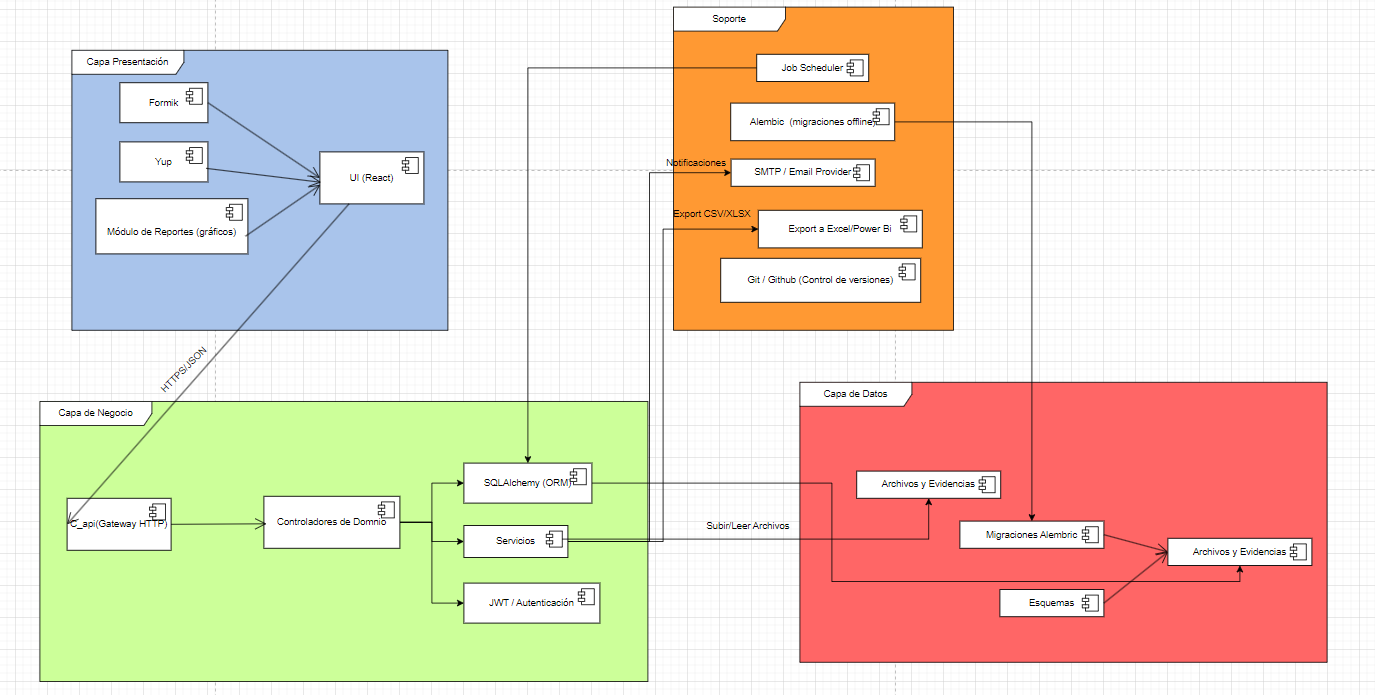 Soporte
Job Scheduler
Alembic (migraciones offline)
Notificaciones
SMTP / Email Provider
Export CSV/XLSX
Export a Excel/Power Bi
Git / Github (Control de versiones)
Capa Presentación
Formik
Yup
UI (React)
Módulo de Reportes (gráficos)
HTTPS/JSON
Capa de Negocio
C_api(Gateway HTTP)
Controladores de Domnio
SQLAlchemy (ORM)
Servicios
JWT / Autenticación
Subir/Leer Archivos
Capa de Datos
Archivos y Evidencias
Migraciones Alembric
Archivos y Evidencias
Esquemas